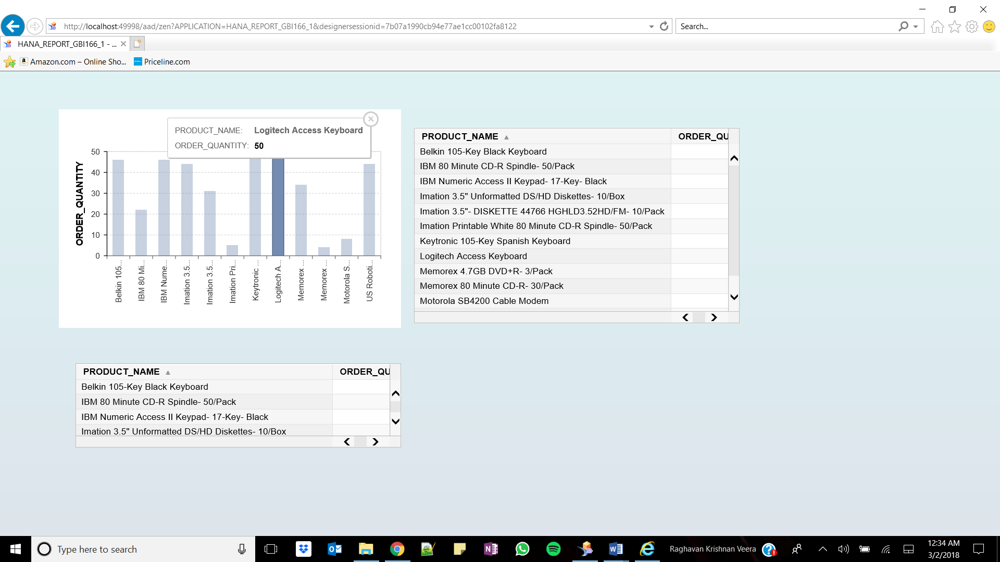 http://localhost:49998/aad/zen?APPLICATION=HANA_REPORT_GBI166_1&designersessionid=7b07a1990cb94e77ae1cc00102fa8122
Search...
HANA_REPORT_GBI166_1 - ...
Amazon.com – Online Sho...
Priceline.com
PRODUCT_NAME: Logitech Access Keyboard
ORDER_QUANTITY: 50
ORDER_QUANTITY
50
40
30
20
10
0
Belkin 105...
IBM 80 Mi...
IBM Nume...
Imation 3.5...
Imation 3.5...
Imation Pri...
Keytronic ...
Logitech A...
Memorex ...
Memorex ...
Motorola S...
US Roboti...
PRODUCT_NAME ORDER_QU
Belkin 105-Key Black Keyboard
IBM 80 Minute CD-R Spindle- 50/Pack
IBM Numeric Access II Keypad- 17-Key- Black
Imation 3.5" Unformatted DS/HD Diskettes- 10/Box
Imation 3.5"- DISKETTE 44766 HGHLD3.52HD/FM- 10/Pack
Imation Printable White 80 Minute CD-R Spindle- 50/Pack
Keytronic 105-Key Spanish Keyboard
Logitech Access Keyboard
Memorex 4.7GB DVD+R- 3/Pack
Memorex 80 Minute CD-R- 30/Pack
Motorola SB4200 Cable Modem
PRODUCT_NAME ORDER_QU
Belkin 105-Key Black Keyboard
IBM 80 Minute CD-R Spindle- 50/Pack
IBM Numeric Access II Keypad- 17-Key- Black
Imation 3.5" Unformatted DS/HD Diskettes- 10/Box
Type here to search
Raghavan Krishnan Veera
12:34 AM
3/2/2018